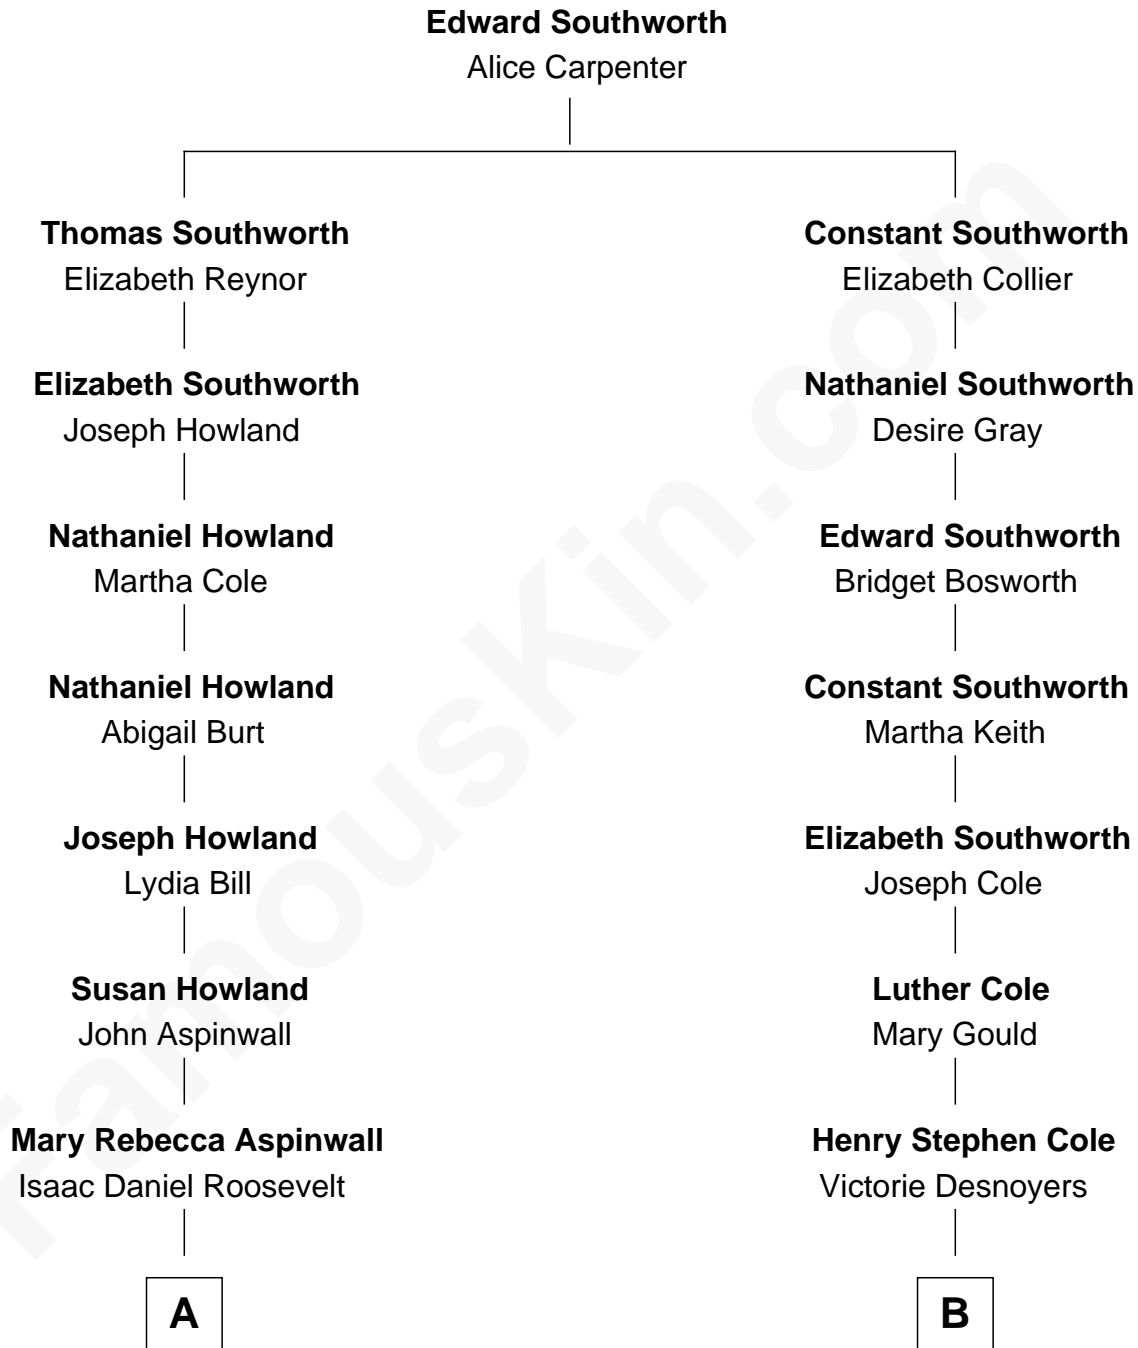 Edward Southworth
Alice Carpenter
Thomas Southworth
Elizabeth Reynor
Elizabeth Southworth
Joseph Howland
Nathaniel Howland
Martha Cole
Nathaniel Howland
Abigail Burt
Joseph Howland
Lydia Bill
Susan Howland
John Aspinwall
Mary Rebecca Aspinwall
Isaac Daniel Roosevelt
A
Constant Southworth
Elizabeth Collier
Nathaniel Southworth
Desire Gray
Edward Southworth
Bridget Bosworth
Constant Southworth
Martha Keith
Elizabeth Southworth
Joseph Cole
Luther Cole
Mary Gould
Henry Stephen Cole
Victorie Desnoyers
B
FamousKin.com